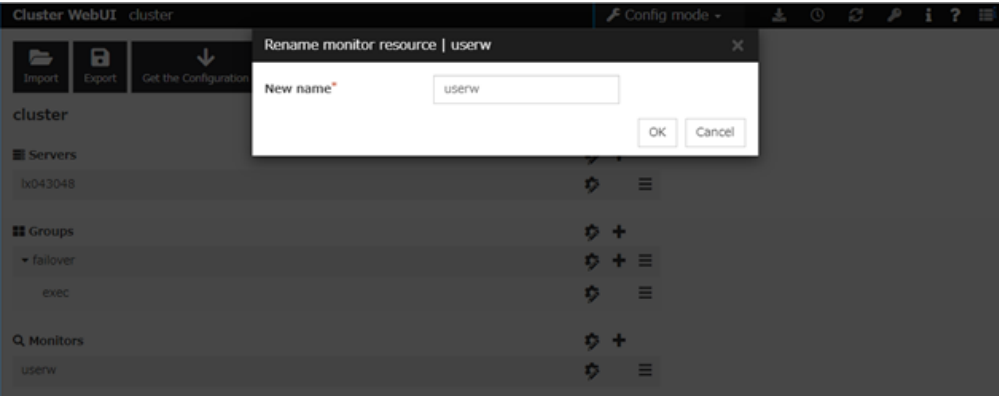 Cluster WebUI cluster
Config mode
Rename monitor resource | userw
Import
Export
Get the Configuration
New name*
userw
OK
Cancel
cluster
Servers
lx043048
Groups
failover
exec
Monitors
userw